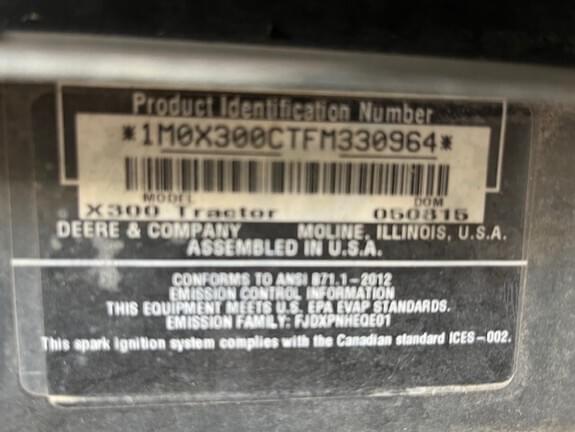 Product Identification Number
*1M0X300CTFM330964*
MODEL DOM
X300 Tractor 050815
DEERE & COMPANY MOLINE, ILLINOIS, U.S.A.
ASSEMBLED IN U.S.A.
CONFORMS TO ANSI B71.1-2012
EMISSION CONTROL INFORMATION
THIS EQUIPMENT MEETS U.S. EPA EVAP STANDARDS.
EMISSION FAMILY: FJDXPNHEQE01
This spark ignition system complies with the Canadian standard ICES-002.